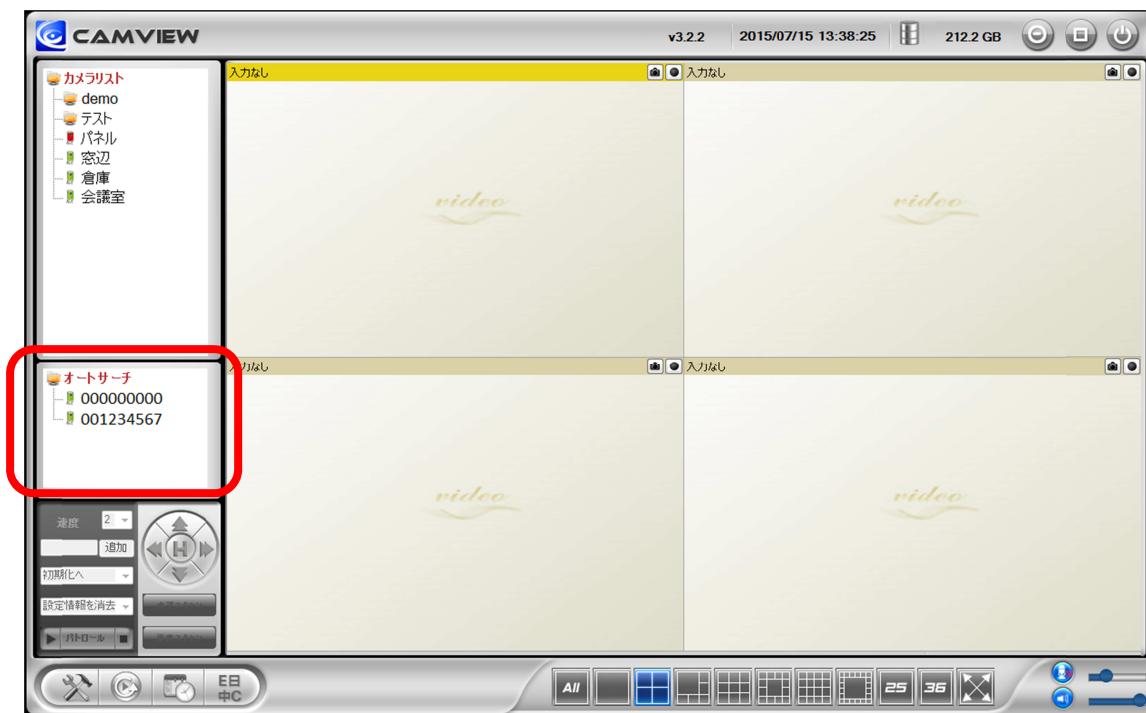 CAMVIEW
v3.2.2 2015/07/15 13:38:25 212.2 GB
カメラリスト
demo
テスト
パネル
窓辺
倉庫
会議室
入力なし
入力なし
video
video
オートサーチ
000000000
001234567
入力なし
入力なし
video
video
速度 2
追加
H
初期化へ
設定情報を消去
パトロール
E日
中C
All 25 36